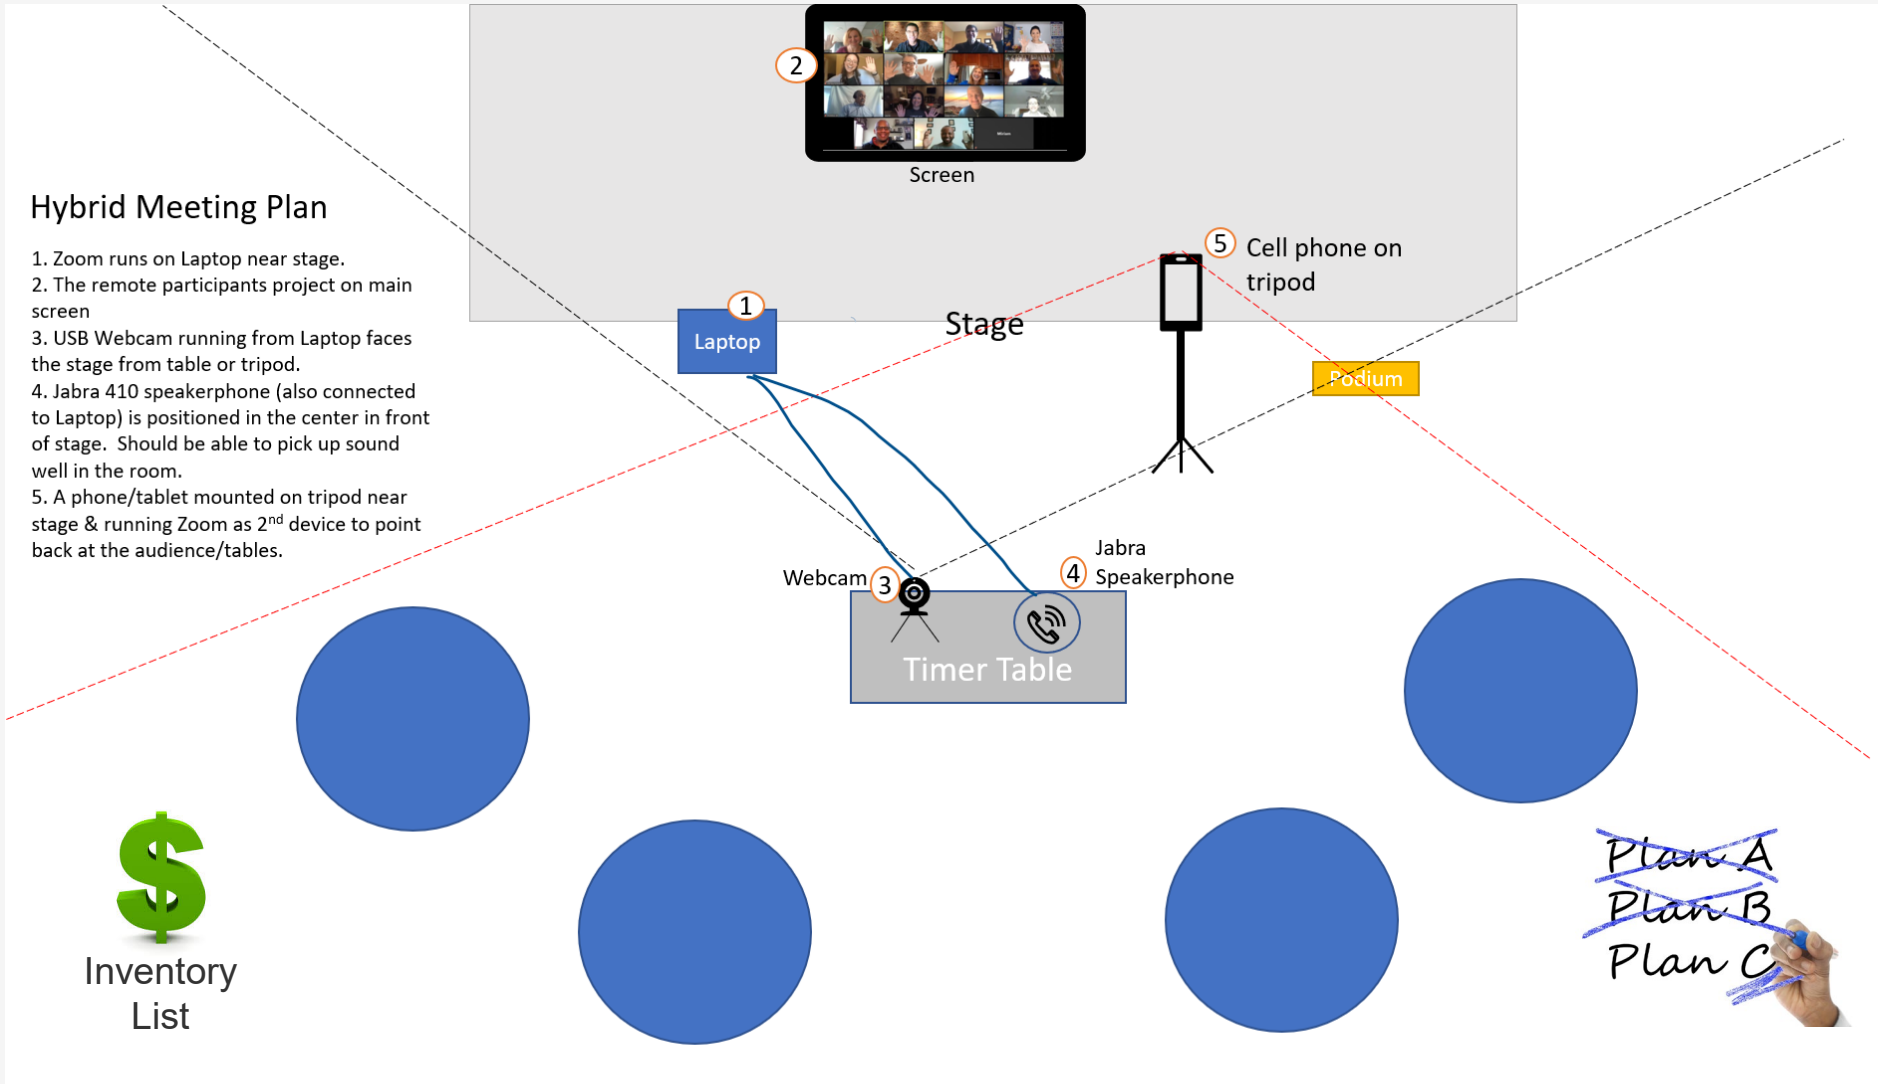 2
Screen
Hybrid Meeting Plan
1. Zoom runs on Laptop near stage.
2. The remote participants project on main
screen
3. USB Webcam running from Laptop faces
the stage from table or tripod.
4. Jabra 410 speakerphone (also connected
to Laptop) is positioned in the center in front
of stage.  Should be able to pick up sound
well in the room.
5. A phone/tablet mounted on tripod near
stage & running Zoom as 2nd device to point
back at the audience/tables.
5
Cell phone on
tripod
1
Laptop
Stage
Podium
Webcam
3
4
Jabra
Speakerphone
Timer Table
Inventory
List
Plan A
Plan B
Plan C